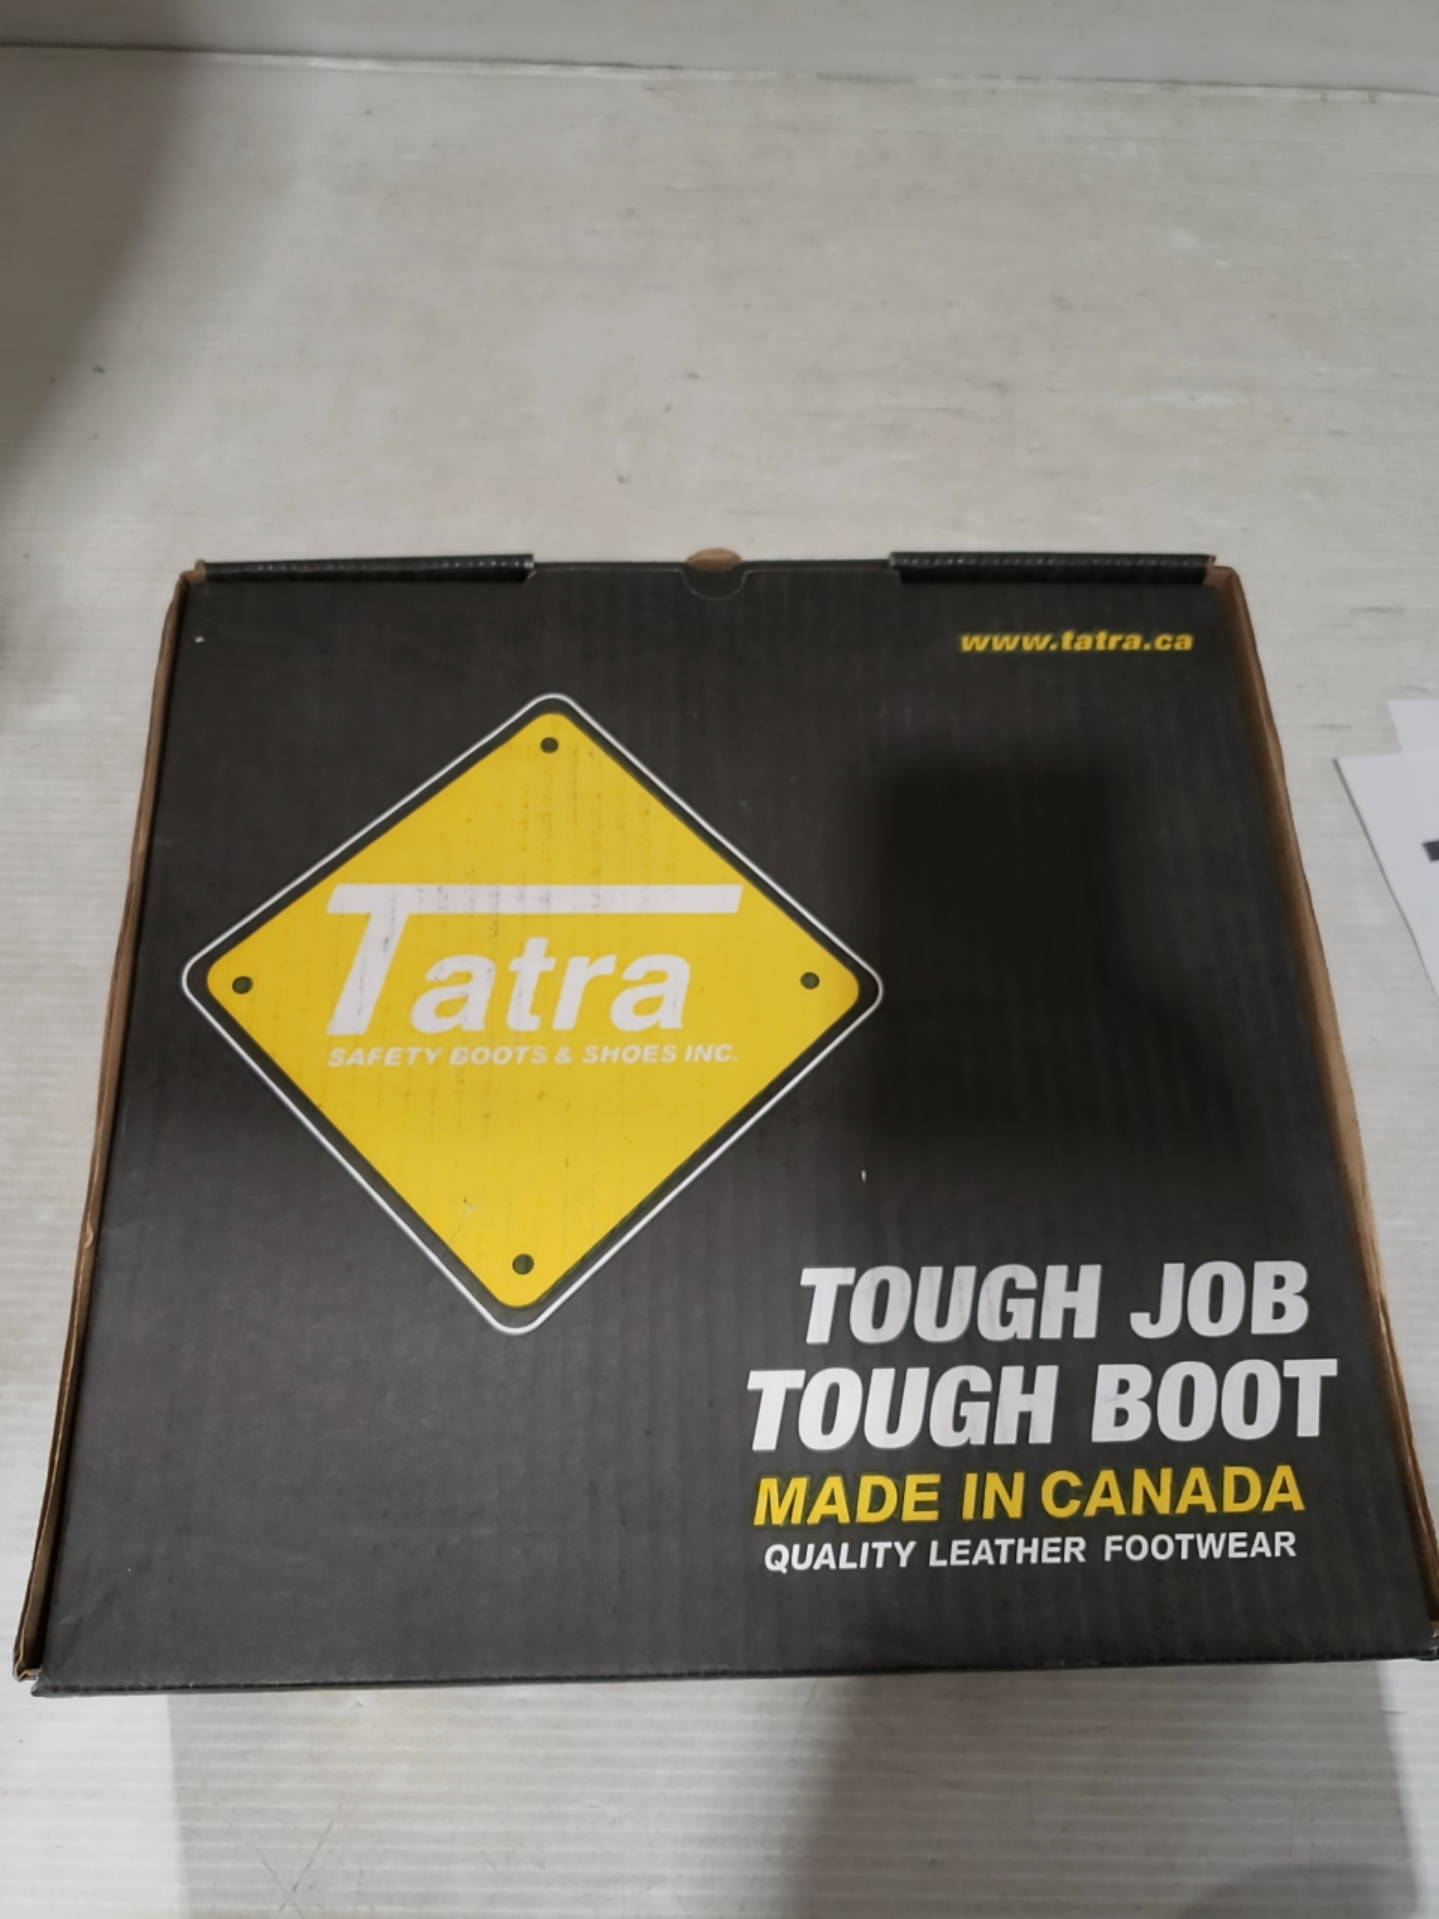 www.tatra.ca
Tatra
SAFETY BOOTS & SHOES INC.
TOUGH JOB
TOUGH BOOT
MADE IN CANADA
QUALITY LEATHER FOOTWEAR